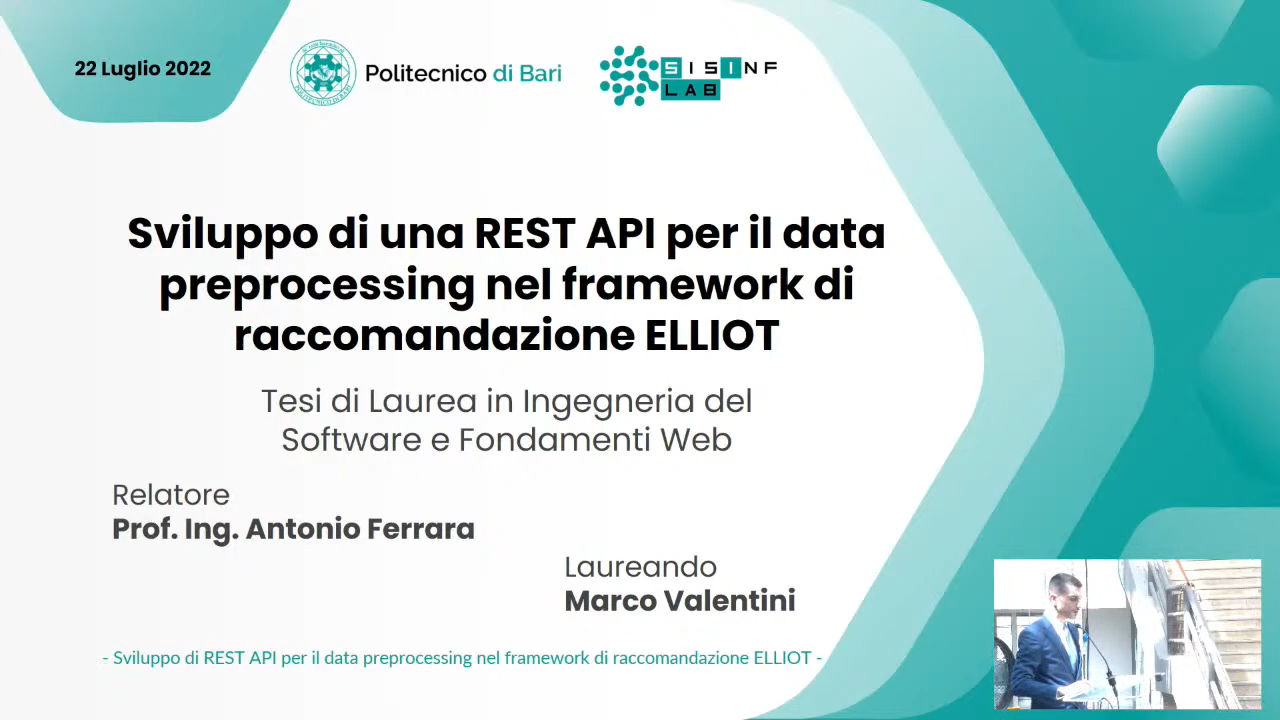 22 Luglio 2022
Politecnico di Bari
SISINF
LAB
Sviluppo di una REST API per il data
preprocessing nel framework di
raccomandazione ELLIOT
Tesi di Laurea in Ingegneria del
Software e Fondamenti Web
Relatore
Prof. Ing. Antonio Ferrara
Laureando
Marco Valentini
- Sviluppo di REST API per il data preprocessing nel framework di raccomandazione ELLIOT -